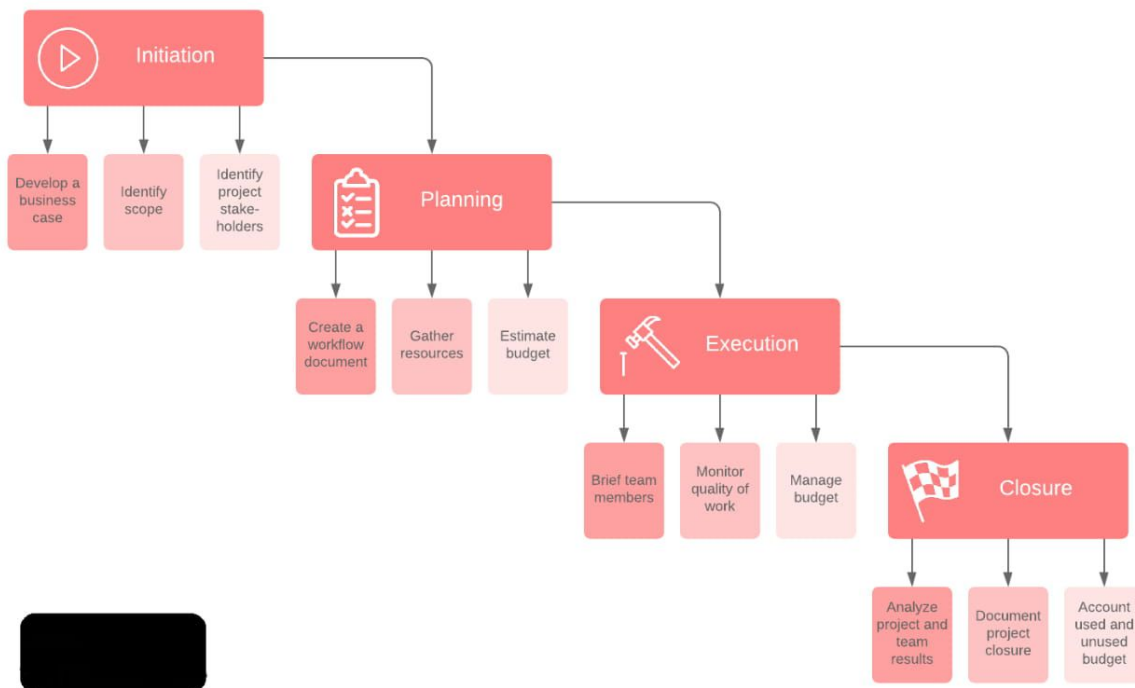 Initiation
Develop a
business
case
Identify
scope
Identify
project
stake-
holders
Planning
Create a
workflow
document
Gather
resources
Estimate
budget
Execution
Brief team
members
Monitor
quality of
work
Manage
budget
Closure
Analyze
project and
team
results
Document
project
closure
Account
used and
unused
budget